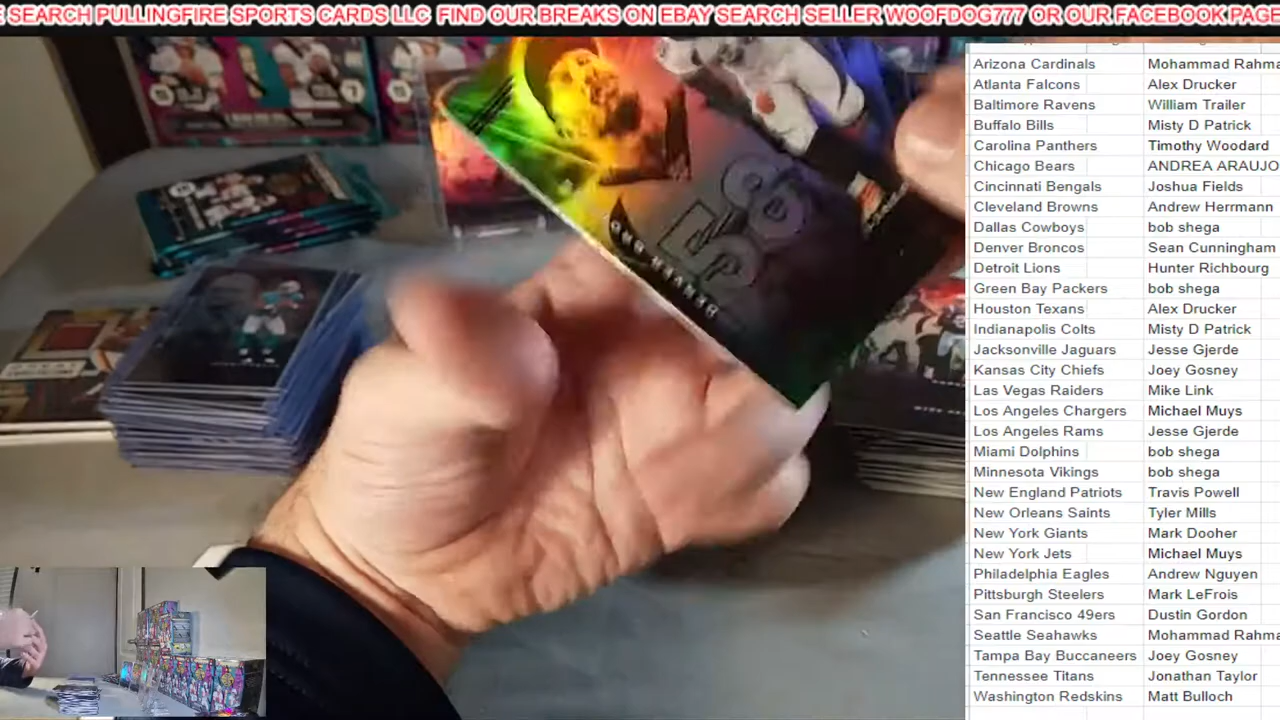 E SEARCH PULLINGFIRE SPORTS CARDS LLC FIND OUR BREAKS ON EBAY SEARCH SELLER WOOFDOG777 OR OUR FACEBOOK PAGE
Arizona Cardinals Mohammad Rahma
Atlanta Falcons Alex Drucker
Baltimore Ravens William Trailer
Buffalo Bills Misty D Patrick
Carolina Panthers Timothy Woodard
Chicago Bears ANDREA ARAUJO
Cincinnati Bengals Joshua Fields
Cleveland Browns Andrew Herrmann
Dallas Cowboys bob shega
Denver Broncos Sean Cunningham
Detroit Lions Hunter Richbourg
Green Bay Packers bob shega
Houston Texans Alex Drucker
Indianapolis Colts Misty D Patrick
Jacksonville Jaguars Jesse Gjerde
Kansas City Chiefs Joey Gosney
Las Vegas Raiders Mike Link
Los Angeles Chargers Michael Muys
Los Angeles Rams Jesse Gjerde
Miami Dolphins bob shega
Minnesota Vikings bob shega
New England Patriots Travis Powell
New Orleans Saints Tyler Mills
New York Giants Mark Dooher
New York Jets Michael Muys
Philadelphia Eagles Andrew Nguyen
Pittsburgh Steelers Mark LeFrois
San Francisco 49ers Dustin Gordon
Seattle Seahawks Mohammad Rahma
Tampa Bay Buccaneers Joey Gosney
Tennessee Titans Jonathan Taylor
Washington Redskins Matt Bulloch
58
DENVER